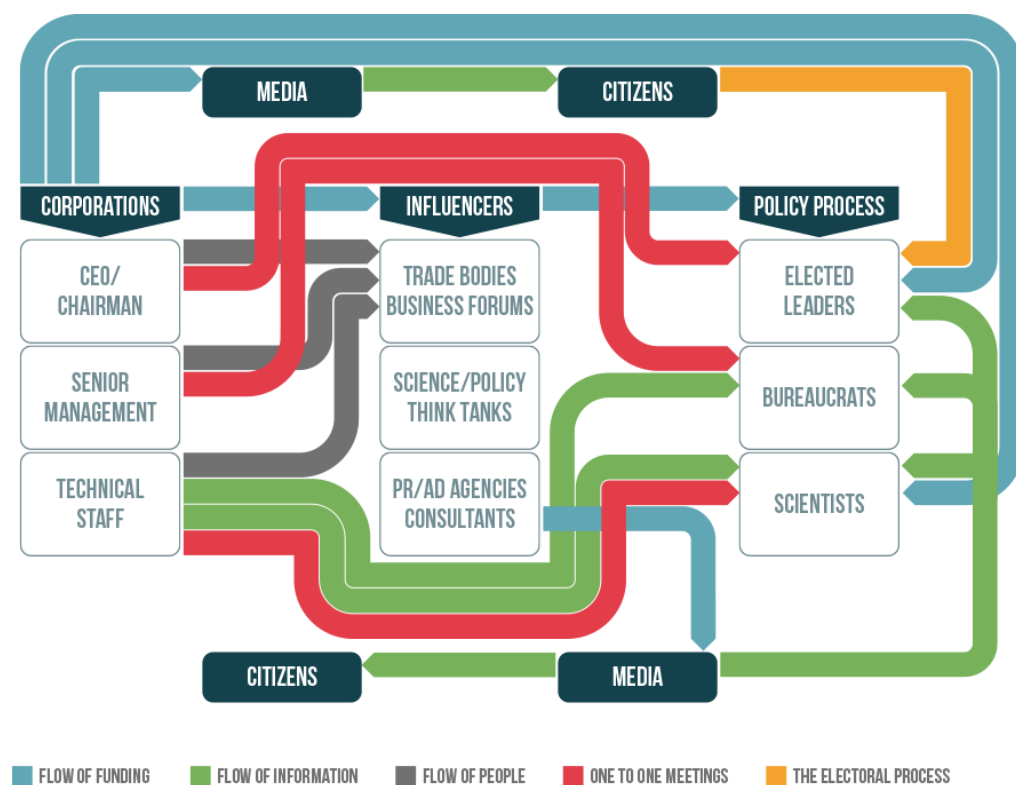 MEDIA
CITIZENS
CORPORATIONS
INFLUENCERS
POLICY PROCESS
CEO/
CHAIRMAN
TRADE BODIES
BUSINESS FORUMS
ELECTED
LEADERS
SENIOR
MANAGEMENT
SCIENCE/POLICY
THINK TANKS
BUREAUCRATS
TECHNICAL
STAFF
PR/AD AGENCIES
CONSULTANTS
SCIENTISTS
CITIZENS
MEDIA
FLOW OF FUNDING
FLOW OF INFORMATION
FLOW OF PEOPLE
ONE TO ONE MEETINGS
THE ELECTORAL PROCESS